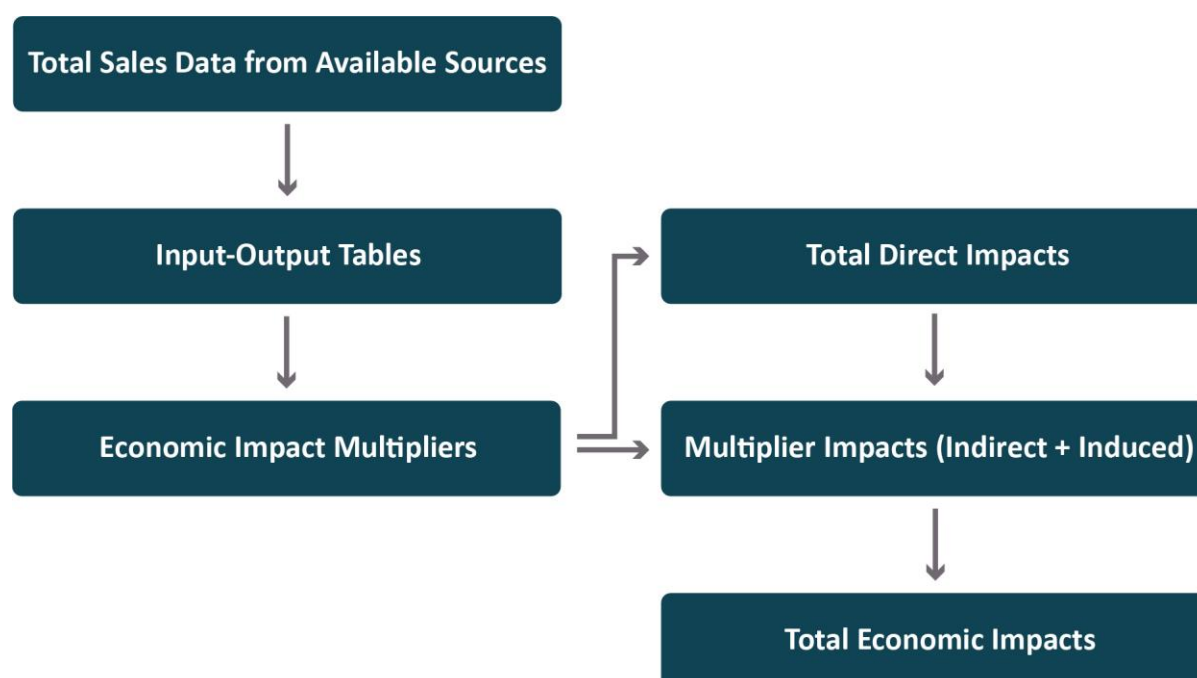 Total Sales Data from Available Sources
Input-Output Tables
Economic Impact Multipliers
Total Direct Impacts
Multiplier Impacts (Indirect + Induced)
Total Economic Impacts